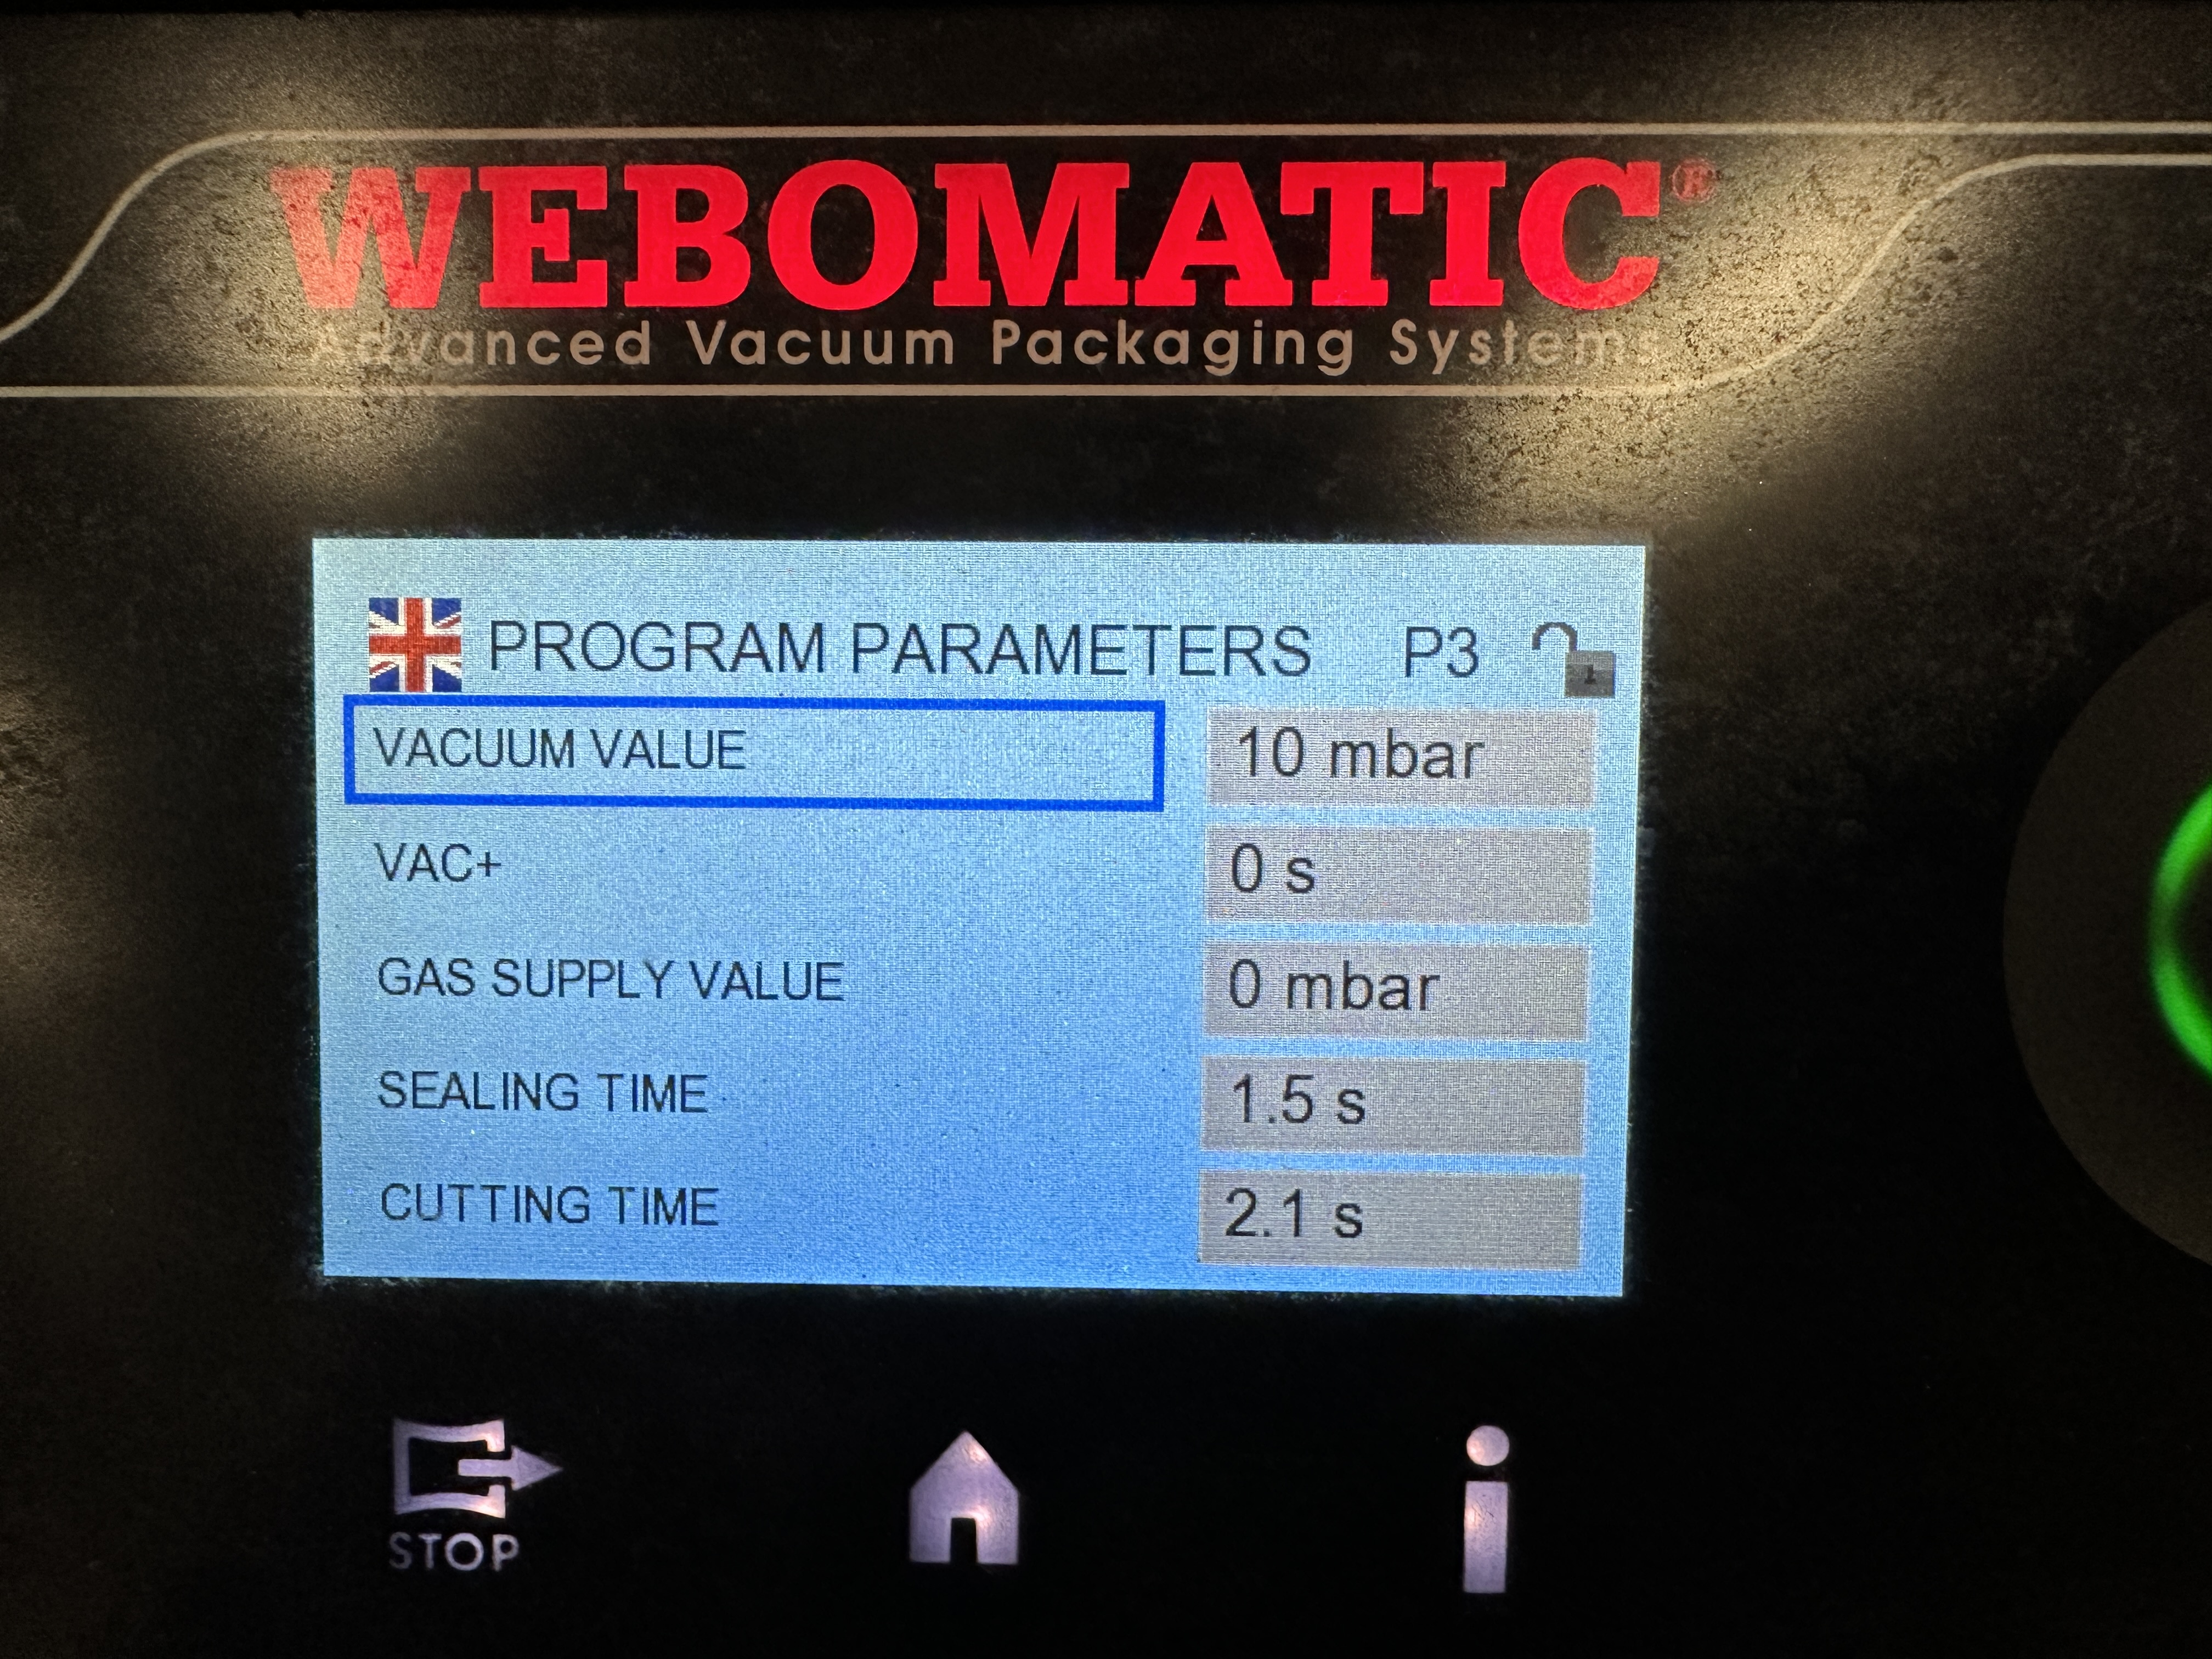 WEBOMATIC®
Advanced Vacuum Packaging Systems
PROGRAM PARAMETERS P3 1
VACUUM VALUE 10 mbar
VAC+ 0 s
GAS SUPPLY VALUE 0 mbar
SEALING TIME 1.5 s
CUTTING TIME 2.1 s
STOP